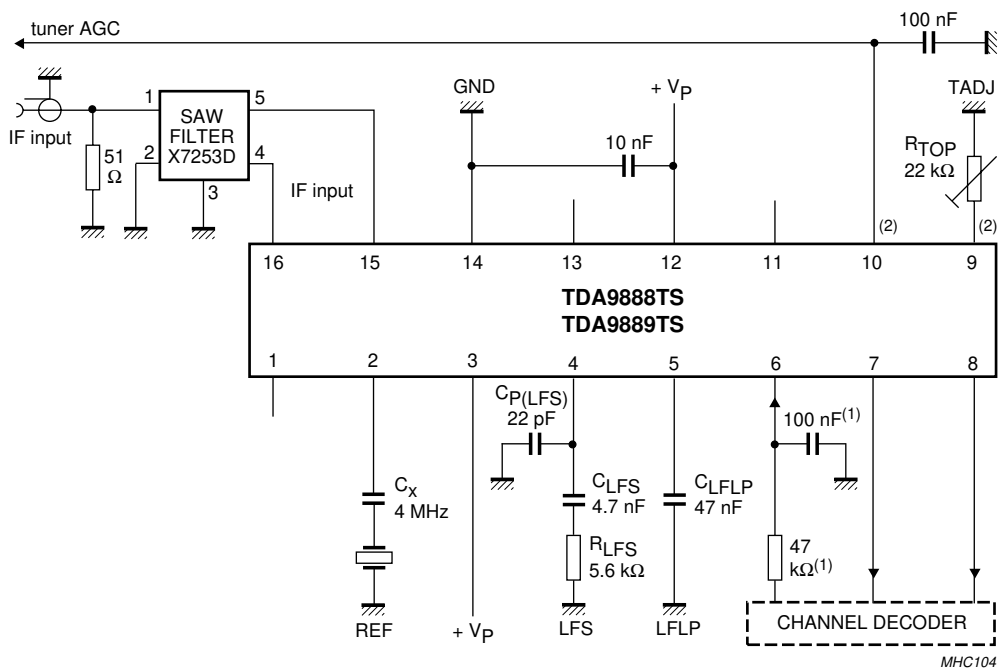 tuner AGC
100 nF
GND
+ VP
TADJ
1
SAW
FILTER
X7253D
5
IF input
2
4
3
51
Ω
10 nF
RTOP
22 kΩ
IF input
(2)
(2)
16
15
14
13
12
11
10
9
TDA9888TS
TDA9889TS
1
2
3
4
5
6
7
8
CP(LFS)
22 pF
100 nF(1)
CX
4 MHz
CLFS
4.7 nF
CLFLP
47 nF
RLFS
5.6 kΩ
47
kΩ(1)
REF
+ VP
LFS
LFLP
CHANNEL DECODER
MHC104